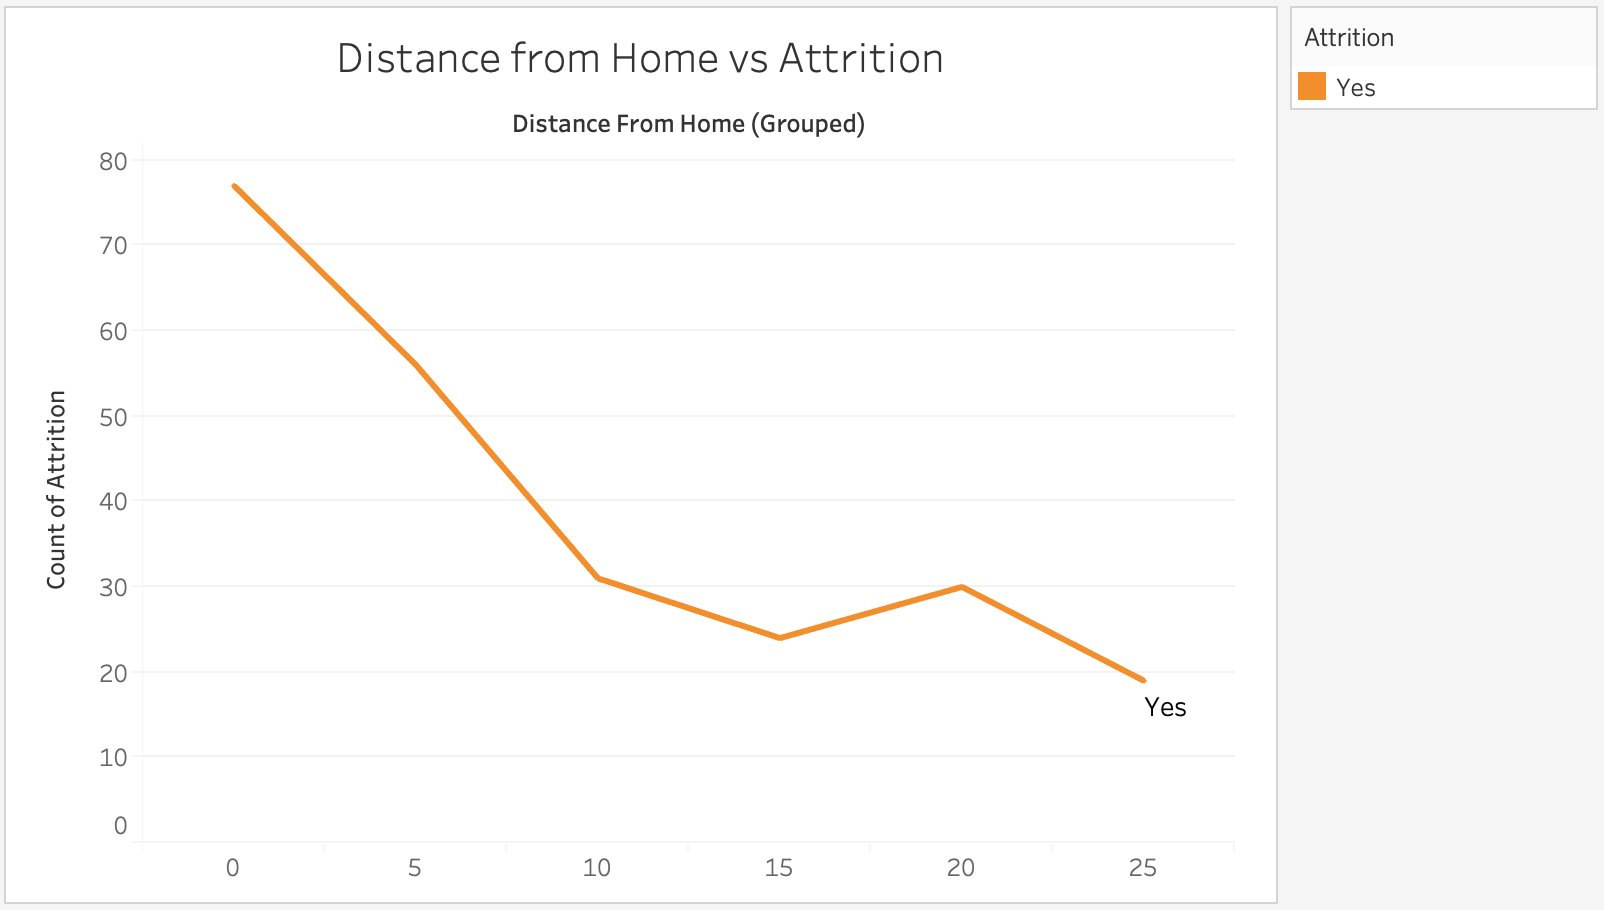 Distance from Home vs Attrition
Distance From Home (Grouped)
Count of Attrition
80
70
60
50
40
30
20
10
0
0 5 10 15 20 25
Yes
Attrition
Yes